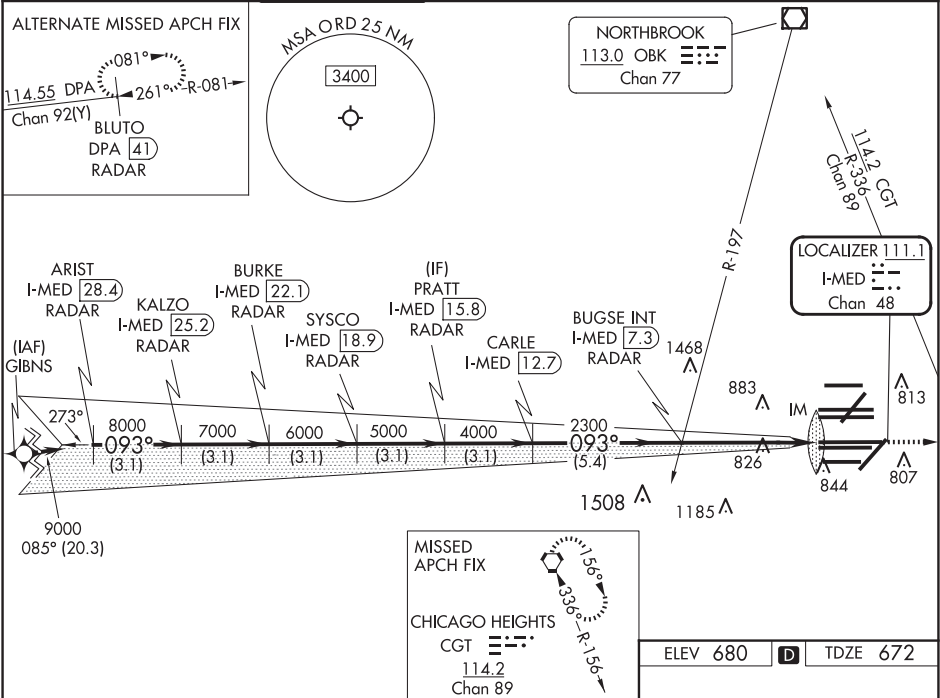 ALTERNATE MISSED APCH FIX
081°
114.55 DPA
261°
R-081
Chan 92(Y)
BLUTO
DPA 41
RADAR
MSA ORD 25 NM
3400
NORTHBROOK
113.0 OBK
Chan 77
114.2 CGT
R-336
Chan 89
R-197
LOCALIZER 111.1
I-MED
Chan 48
ARIST
I-MED 28.4
RADAR
KALZO
I-MED 25.2
RADAR
BURKE
I-MED 22.1
RADAR
SYSCO
I-MED 18.9
RADAR
(IF)
PRATT
I-MED 15.8
RADAR
CARLE
I-MED 12.7
BUGSE INT
I-MED 7.3
RADAR
1468
(IAF)
GIBNS
883
IM
813
273°
8000
093°
(3.1)
7000
(3.1)
6000
(3.1)
5000
(3.1)
4000
(3.1)
2300
093°
(5.4)
826
844
807
1508
1185
9000
085° (20.3)
MISSED
APCH FIX
156°
336°
R-156
CHICAGO HEIGHTS
CGT
114.2
Chan 89
ELEV 680 D TDZE 672